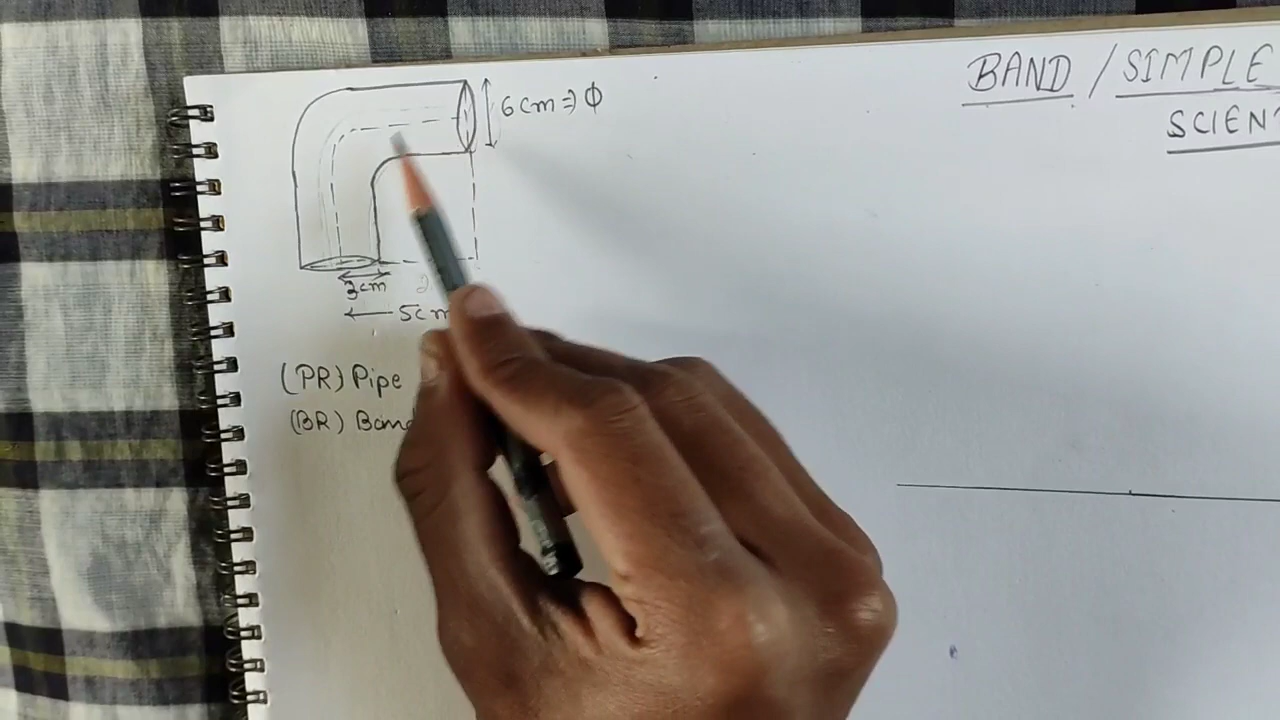 BAND / SIMPLE
SCIEN
6cm ⇒ φ
3cm
5cm
(PR) Pipe
(BR) Band